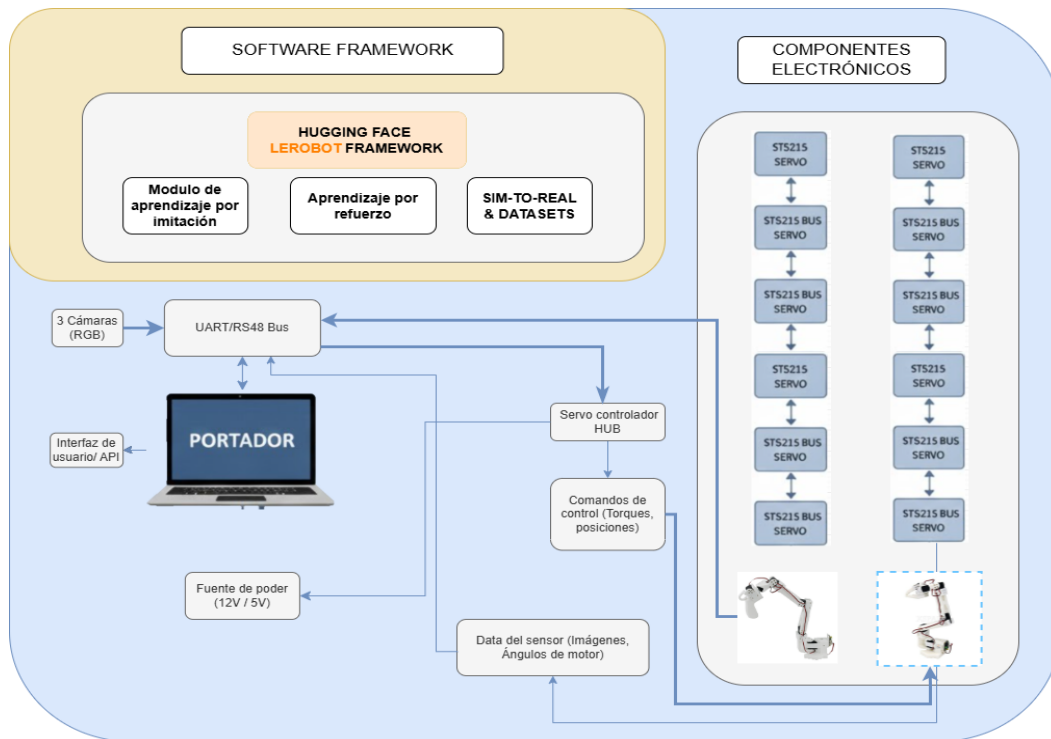 SOFTWARE FRAMEWORK
HUGGING FACE
LEROBOT FRAMEWORK
Modulo de
aprendizaje por
imitación
Aprendizaje por
refuerzo
SIM-TO-REAL
& DATASETS
COMPONENTES
ELECTRÓNICOS
STS215
SERVO
STS215 BUS
SERVO
STS215 BUS
SERVO
STS215
SERVO
STS215 BUS
SERVO
STS215 BUS
SERVO
STS215
SERVO
STS215 BUS
SERVO
STS215 BUS
SERVO
STS215
SERVO
STS215 BUS
SERVO
STS215 BUS
SERVO
3 Cámaras
(RGB)
UART/RS48 Bus
PORTADOR
Interfaz de
usuario/ API
Servo controlador
HUB
Comandos de
control (Torques,
posiciones)
Fuente de poder
(12V / 5V)
Data del sensor (Imágenes,
Ángulos de motor)